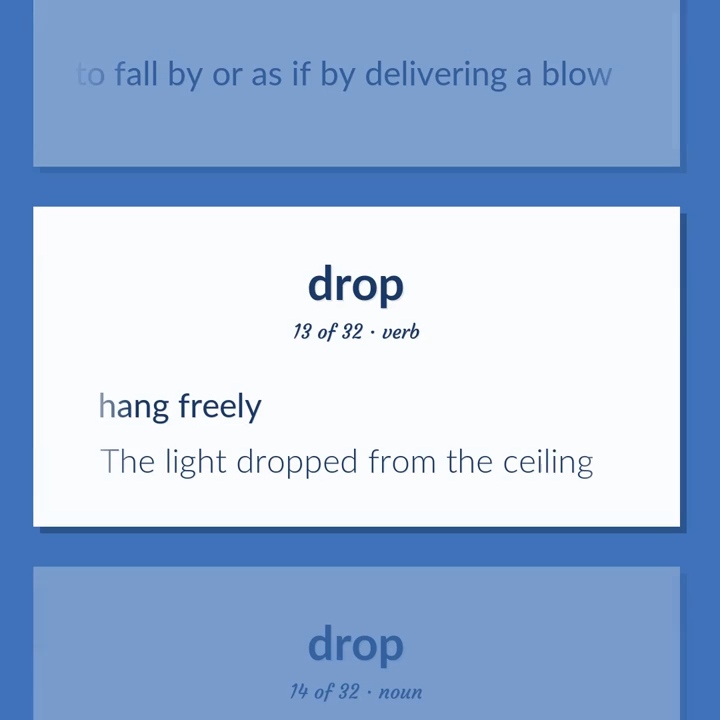 to fall by or as if by delivering a blow
drop
13 of 32 · verb
hang freely
The light dropped from the ceiling
drop
14 of 32 · noun